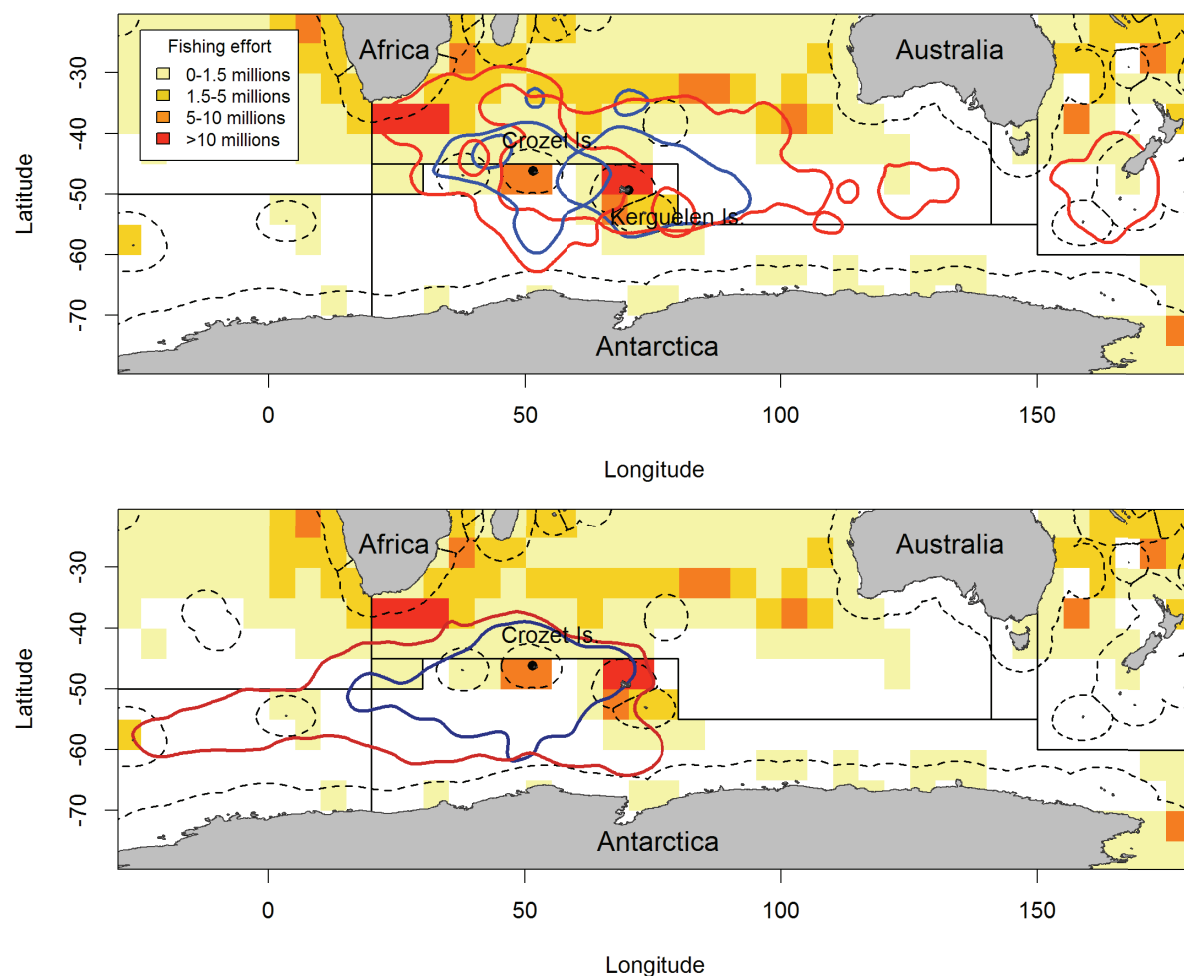 Fishing effort
0-1.5 millions
1.5-5 millions
5-10 millions
>10 millions
Africa
Australia
Crozet Is.
Kerguelen Is.
Antarctica
Latitude
-30
-40
-50
-60
-70
0
50
100
150
Longitude
Africa
Australia
Crozet Is.
Antarctica
Latitude
-30
-40
-50
-60
-70
0
50
100
150
Longitude